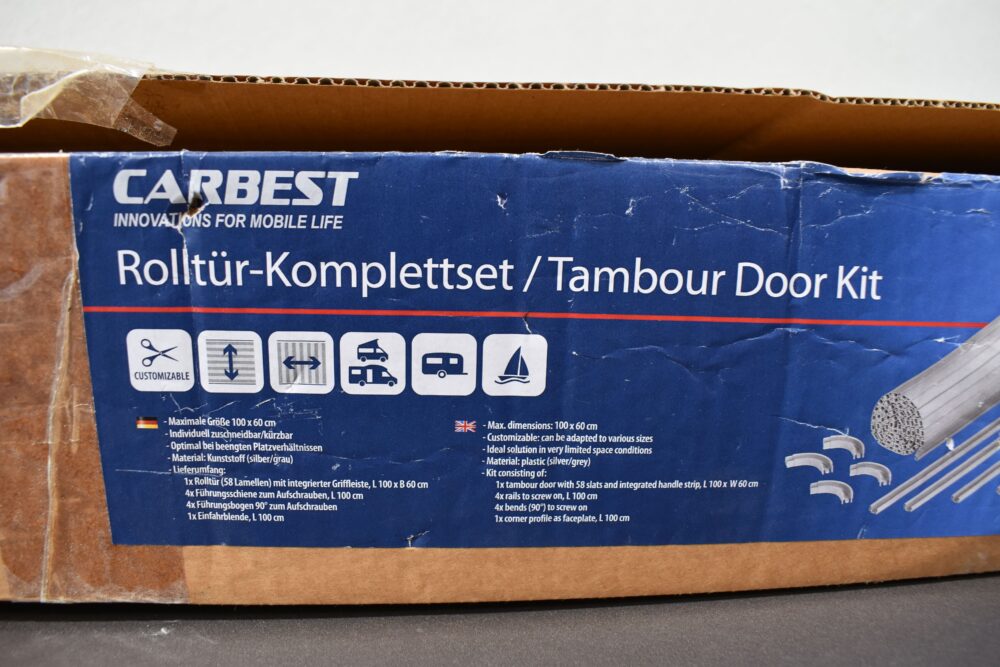 CARBEST
INNOVATIONS FOR MOBILE LIFE
Rolltür-Komplettset / Tambour Door Kit
CUSTOMIZABLE
- Maximale Größe 100 x 60 cm
- Individuell zuschneidbar/kürzbar
- Optimal bei beengten Platzverhältnissen
- Material: Kunststoff (silber/grau)
- Lieferumfang:
1x Rolltür (58 Lamellen) mit integrierter Griffleiste, L 100 x B 60 cm
4x Führungsschiene zum Aufschrauben, L 100 cm
4x Führungsbogen 90° zum Aufschrauben
1x Einfahrblende, L 100 cm
- Max. dimensions: 100 x 60 cm
- Customizable: can be adapted to various sizes
- Ideal solution in very limited space conditions
- Material: plastic (silver/grey)
- Kit consisting of:
1x tambour door with 58 slats and integrated handle strip, L 100 x W 60 cm
4x rails to screw on, L 100 cm
4x bends (90°) to screw on
1x corner profile as faceplate, L 100 cm